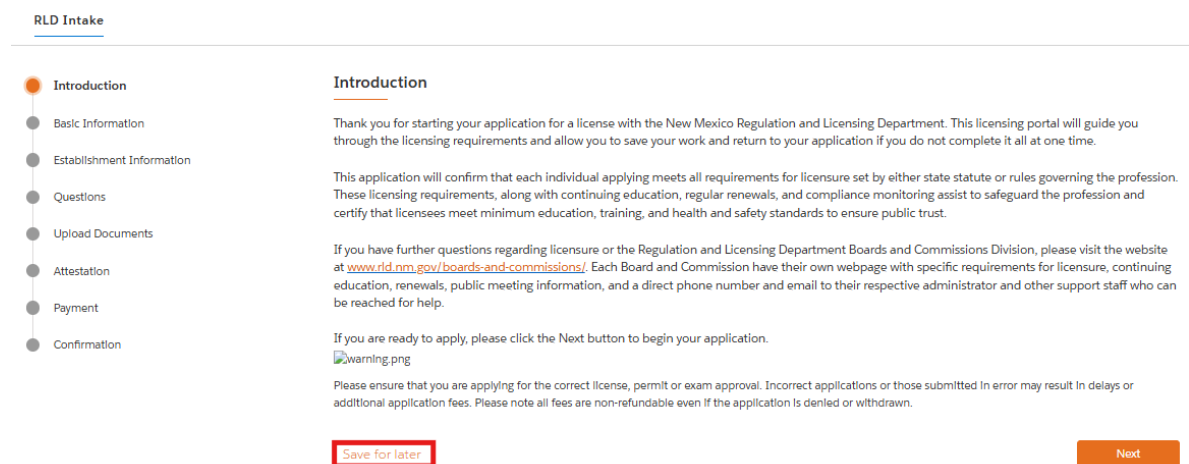 RLD Intake
Introduction
Basic Information
Establishment Information
Questions
Upload Documents
Attestation
Payment
Confirmation
Introduction
Thank you for starting your application for a license with the New Mexico Regulation and Licensing Department. This licensing portal will guide you
through the licensing requirements and allow you to save your work and return to your application if you do not complete it all at one time.
This application will confirm that each individual applying meets all requirements for licensure set by either state statute or rules governing the profession.
These licensing requirements, along with continuing education, regular renewals, and compliance monitoring assist to safeguard the profession and
certify that licensees meet minimum education, training, and health and safety standards to ensure public trust.
If you have further questions regarding licensure or the Regulation and Licensing Department Boards and Commissions Division, please visit the website
at www.rld.nm.gov/boards-and-commissions/. Each Board and Commission have their own webpage with specific requirements for licensure, continuing
education, renewals, public meeting information, and a direct phone number and email to their respective administrator and other support staff who can
be reached for help.
If you are ready to apply, please click the Next button to begin your application.
warning.png
Please ensure that you are applying for the correct license, permit or exam approval. Incorrect applications or those submitted in error may result in delays or
additional application fees. Please note all fees are non-refundable even if the application is denied or withdrawn.
Save for later
Next